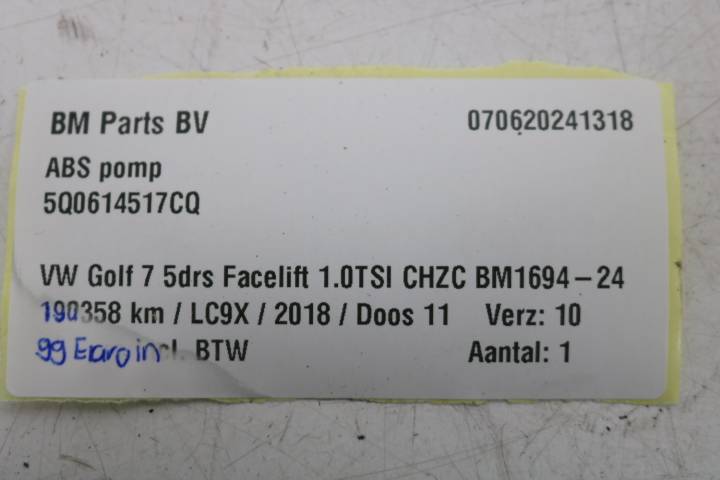 BM Parts BV 070620241318
ABS pomp
5Q0614517CQ
VW Golf 7 5drs Facelift 1.0TSI CHZC BM1694-24
190358 km / LC9X / 2018 / Doos 11 Verz: 10
99 Euro incl. BTW Aantal: 1